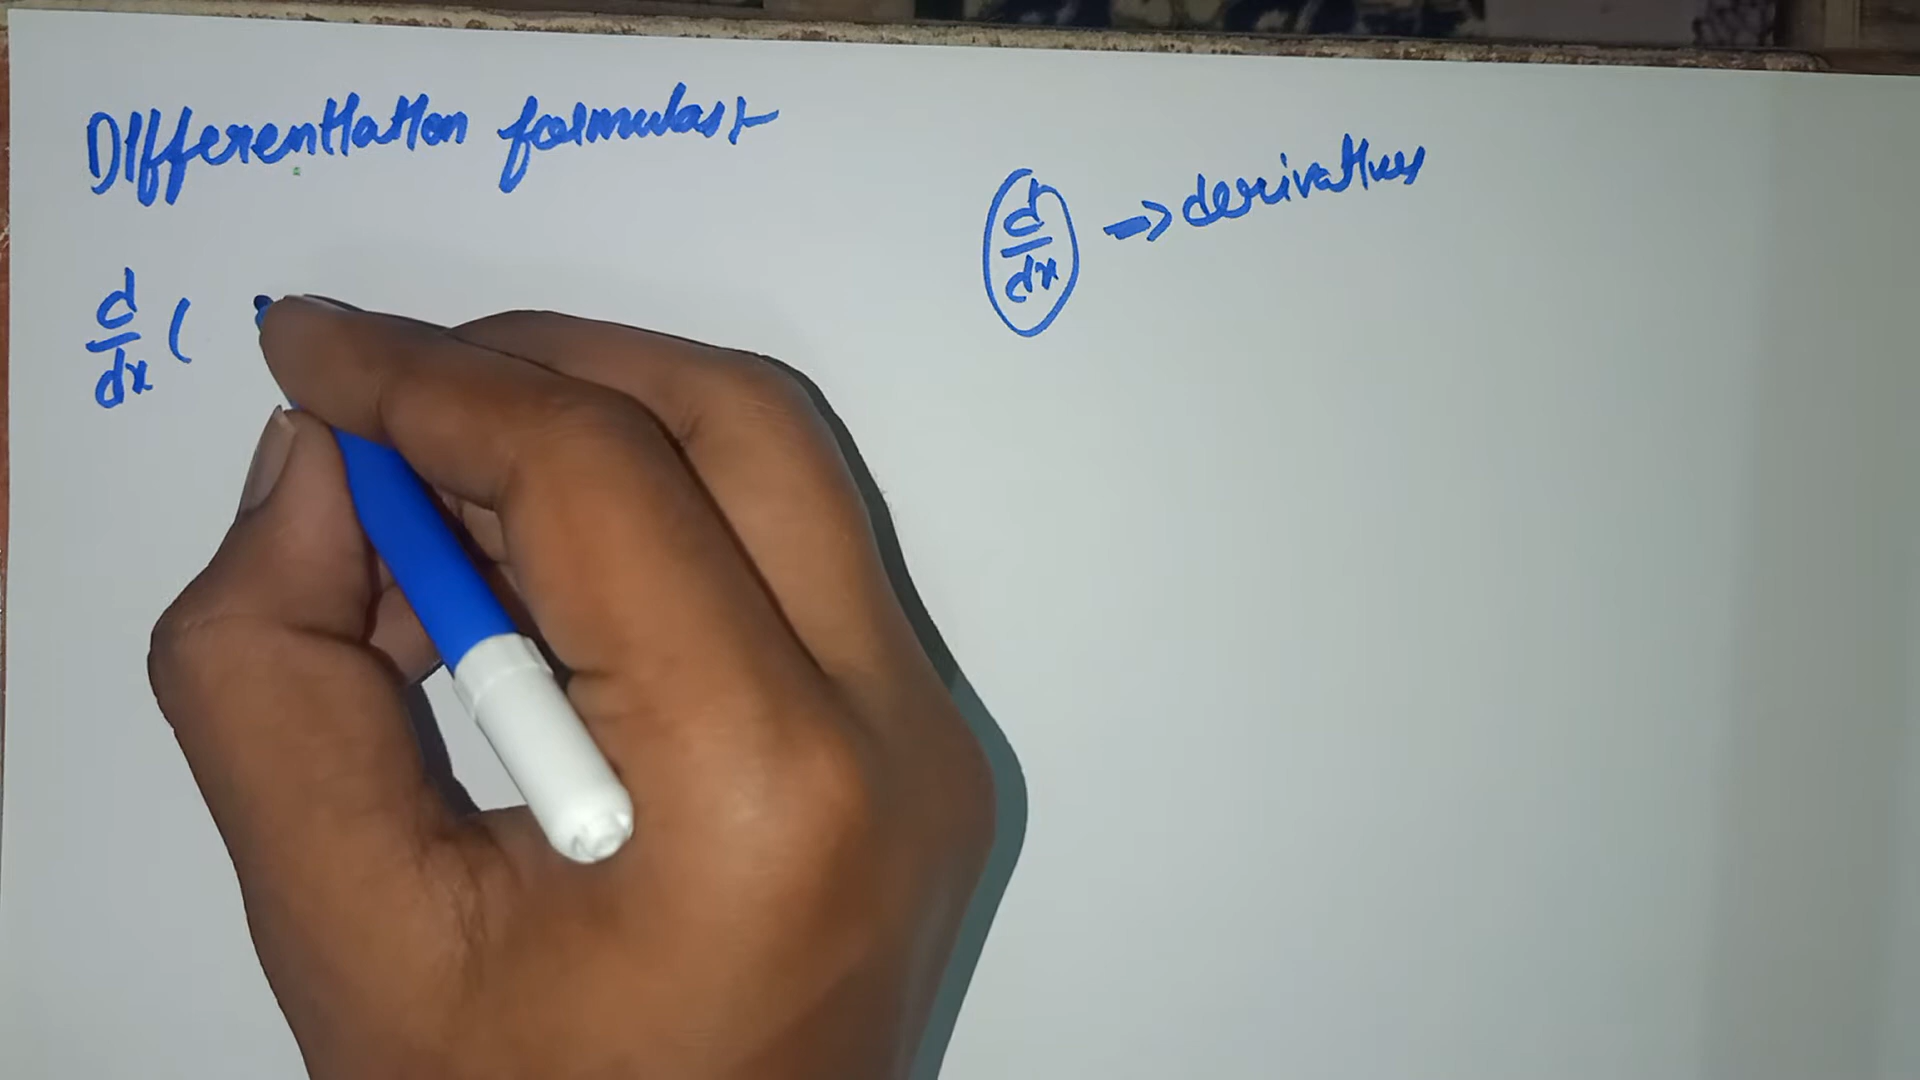 Differentiation formulas:-
d/dx → derivatives
d/dx (